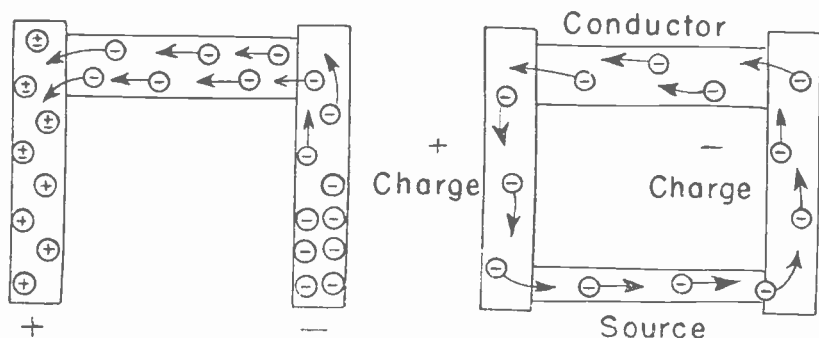 Conductor
+
Charge
−
Charge
+
−
Source